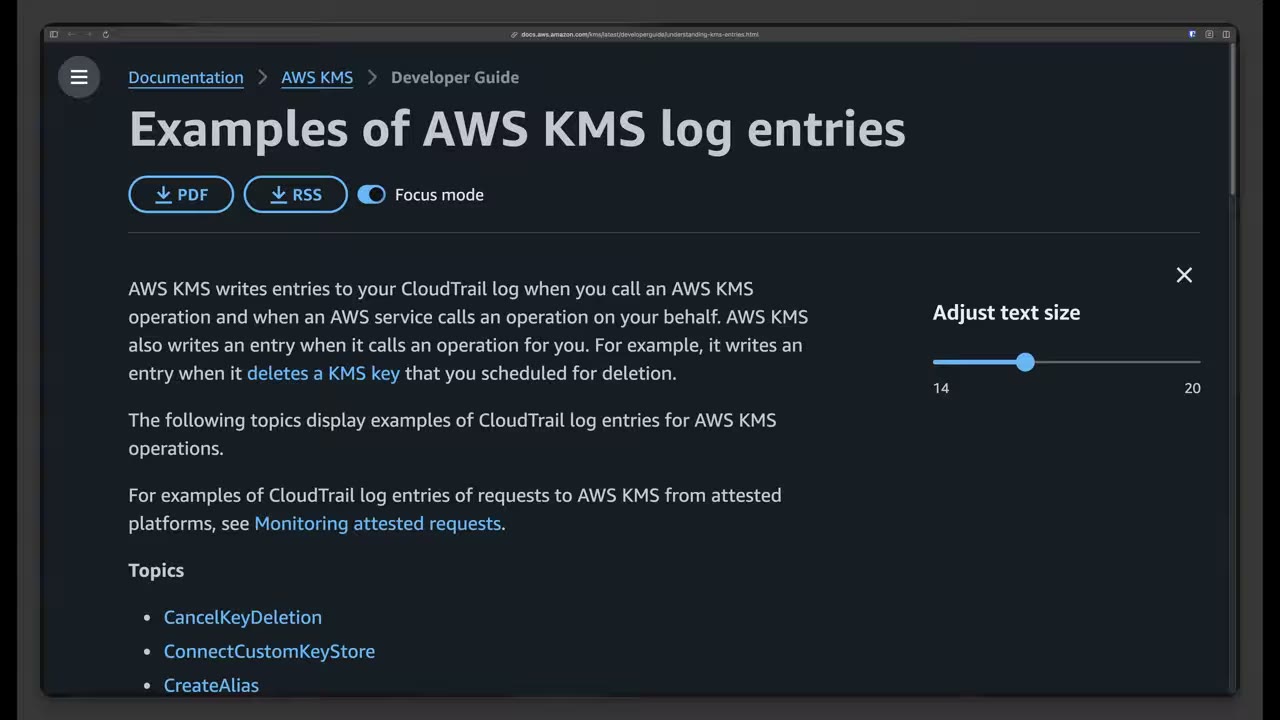 docs.aws.amazon.com/kms/latest/developerguide/understanding-kms-entries.html
Documentation > AWS KMS > Developer Guide
Examples of AWS KMS log entries
PDF RSS Focus mode
AWS KMS writes entries to your CloudTrail log when you call an AWS KMS
operation and when an AWS service calls an operation on your behalf. AWS KMS
also writes an entry when it calls an operation for you. For example, it writes an
entry when it deletes a KMS key that you scheduled for deletion.
The following topics display examples of CloudTrail log entries for AWS KMS
operations.
For examples of CloudTrail log entries of requests to AWS KMS from attested
platforms, see Monitoring attested requests.
Topics
• CancelKeyDeletion
• ConnectCustomKeyStore
• CreateAlias
Adjust text size
14 20